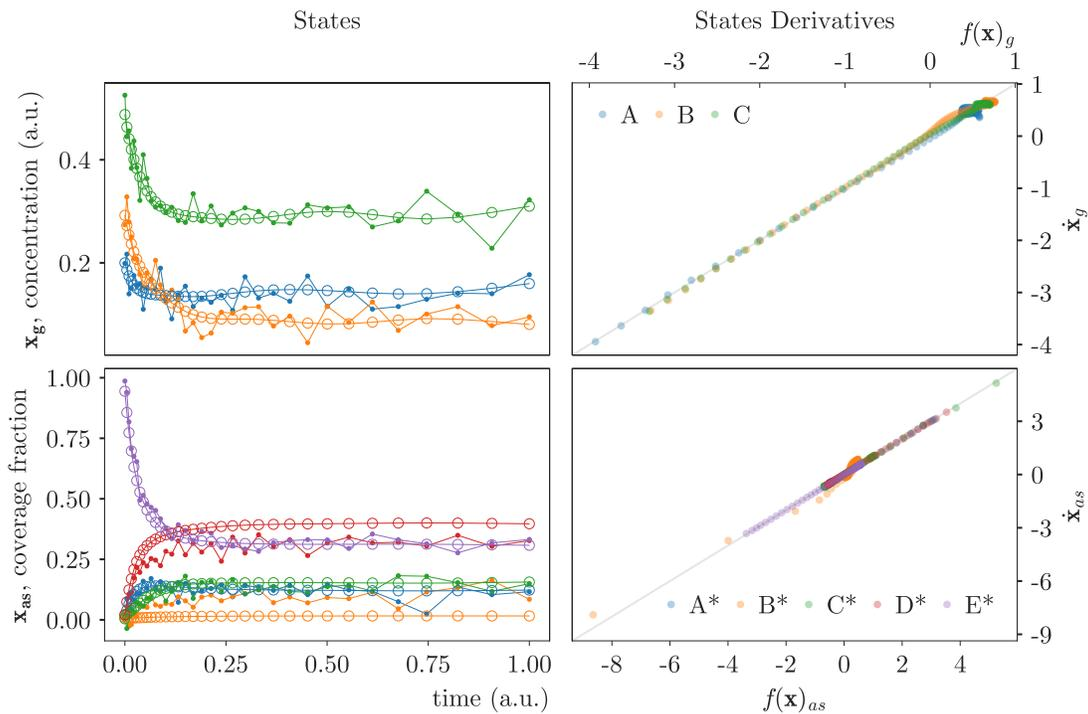 States
States Derivatives
f(x)g
-4 -3 -2 -1 0 1
0.4
0.2
xg, concentration (a.u.)
A B C
1
0
-1
-2
-3
-4
ẋg
1.00
0.75
0.50
0.25
0.00
xas, coverage fraction
3
0
-3
-6
-9
ẋas
A* B* C* D* E*
0.00 0.25 0.50 0.75 1.00
time (a.u.)
-8 -6 -4 -2 0 2 4
f(x)as